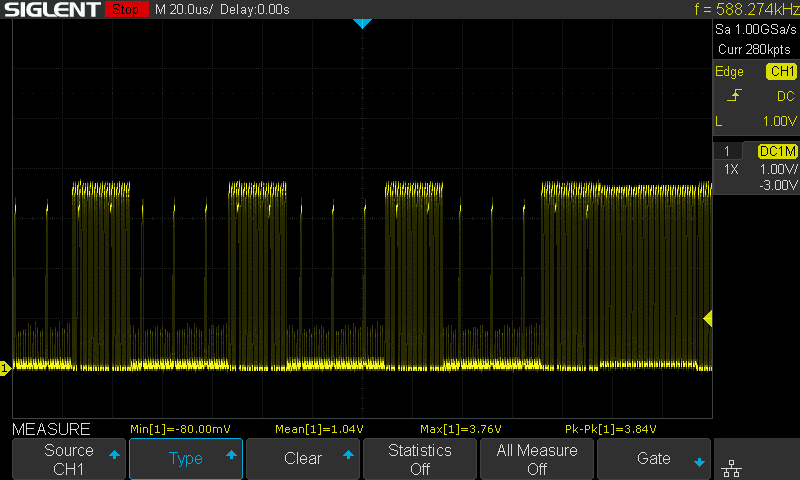 SIGLENT Stop M 20.0us/ Delay:0.00s f = 588.274kHz
Sa 1.00GSa/s
Curr 280kpts
Edge CH1
DC
L 1.00V
1 DC1M
1X 1.00V/
-3.00V
1
MEASURE Min[1]=-80.00mV Mean[1]=1.04V Max[1]=3.76V Pk-Pk[1]=3.84V
Source Type Clear Statistics All Measure Gate
CH1 Off Off